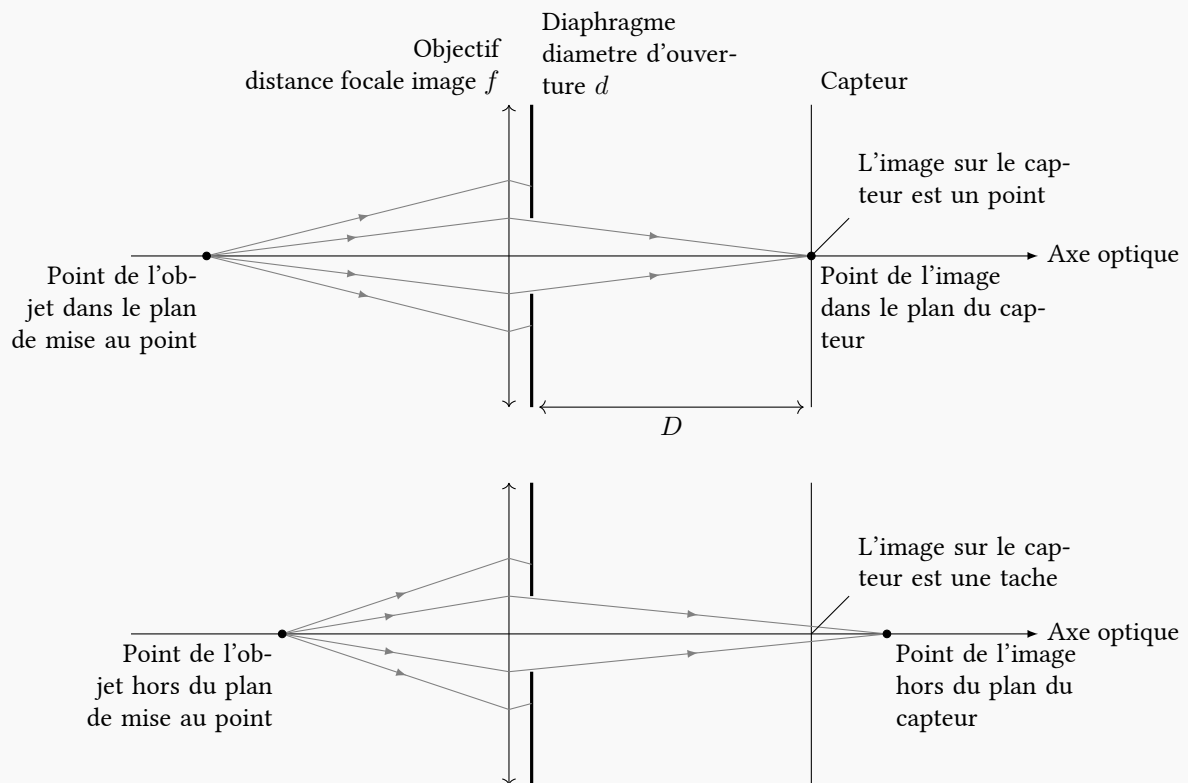 Objectif
distance focale image f
Diaphragme
diametre d'ouver-
ture d
Capteur
L'image sur le cap-
teur est un point
Axe optique
Point de l'ob-
jet dans le plan
de mise au point
Point de l'image
dans le plan du cap-
teur
D
L'image sur le cap-
teur est une tache
Axe optique
Point de l'ob-
jet hors du plan
de mise au point
Point de l'image
hors du plan du
capteur